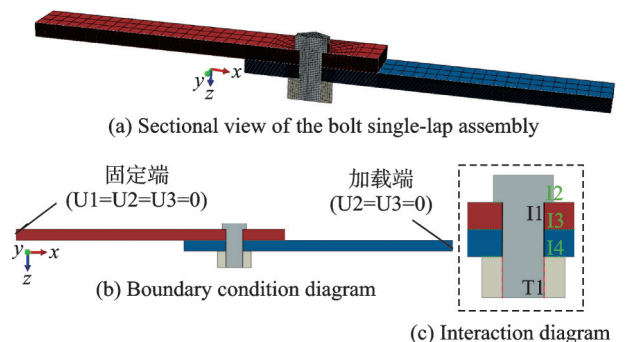 y x
z
(a) Sectional view of the bolt single-lap assembly
固定端
(U1=U2=U3=0)
加载端
(U2=U3=0)
y x
z
(b) Boundary condition diagram
I2
I1
I3
I4
T1
(c) Interaction diagram